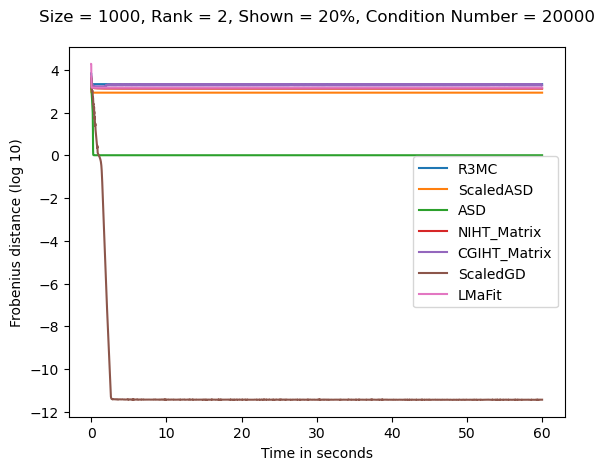 Size = 1000, Rank = 2, Shown = 20%, Condition Number = 20000
4
2
0
−2
−4
−6
−8
−10
−12
Frobenius distance (log 10)
R3MC
ScaledASD
ASD
NIHT_Matrix
CGIHT_Matrix
ScaledGD
LMaFit
0 10 20 30 40 50 60
Time in seconds